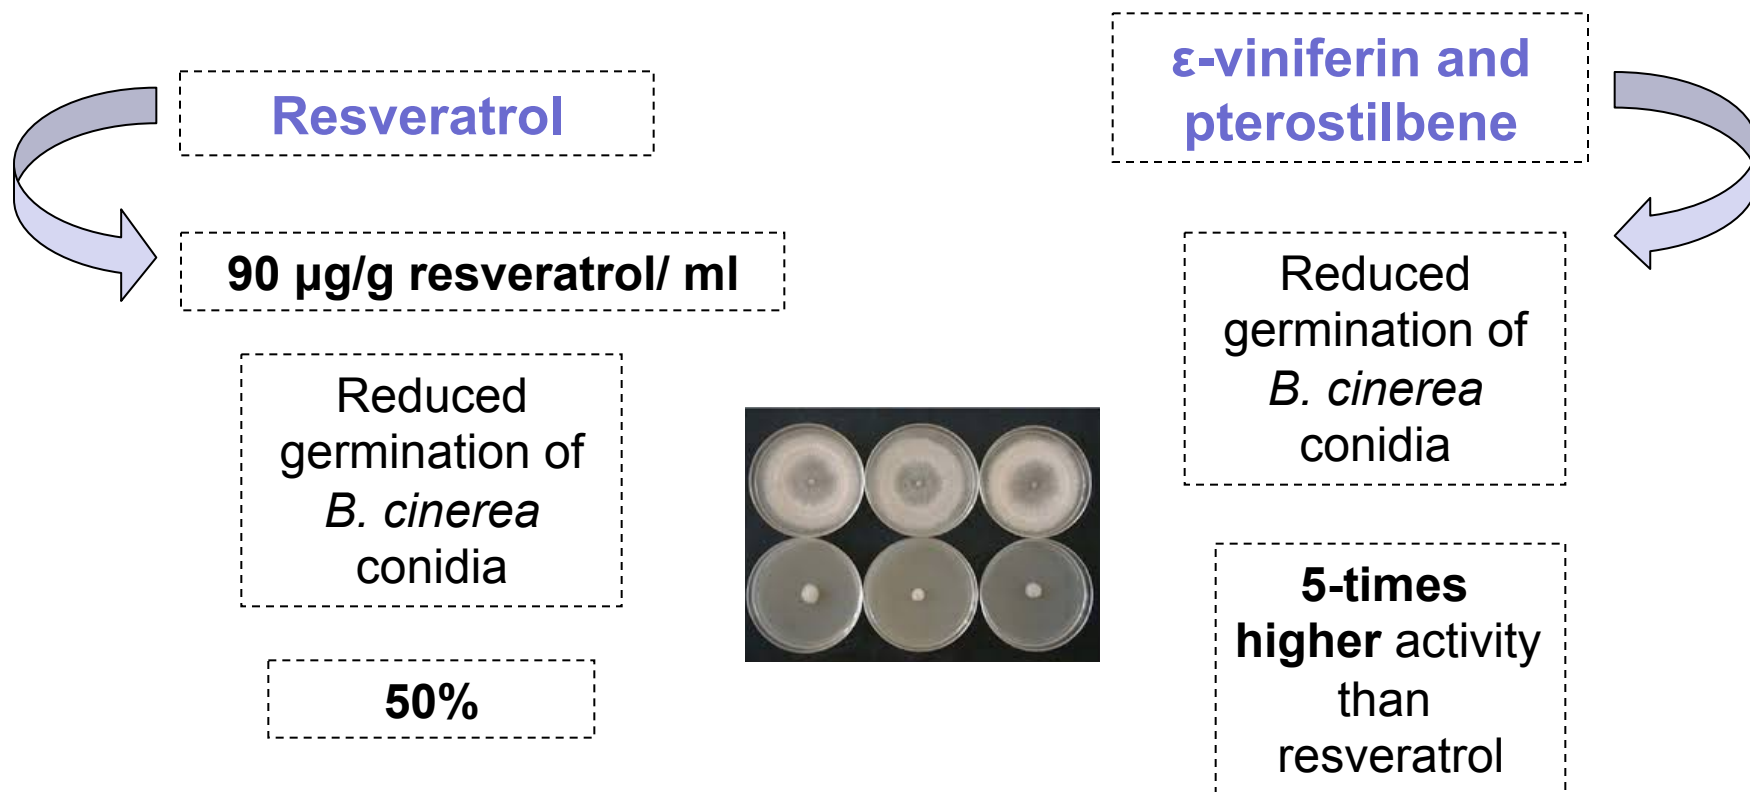 Resveratrol
90 µg/g resveratrol/ ml
Reduced
germination of
B. cinerea
conidia
50%
ε-viniferin and
pterostilbene
Reduced
germination of
B. cinerea
conidia
5-times
higher activity
than
resveratrol